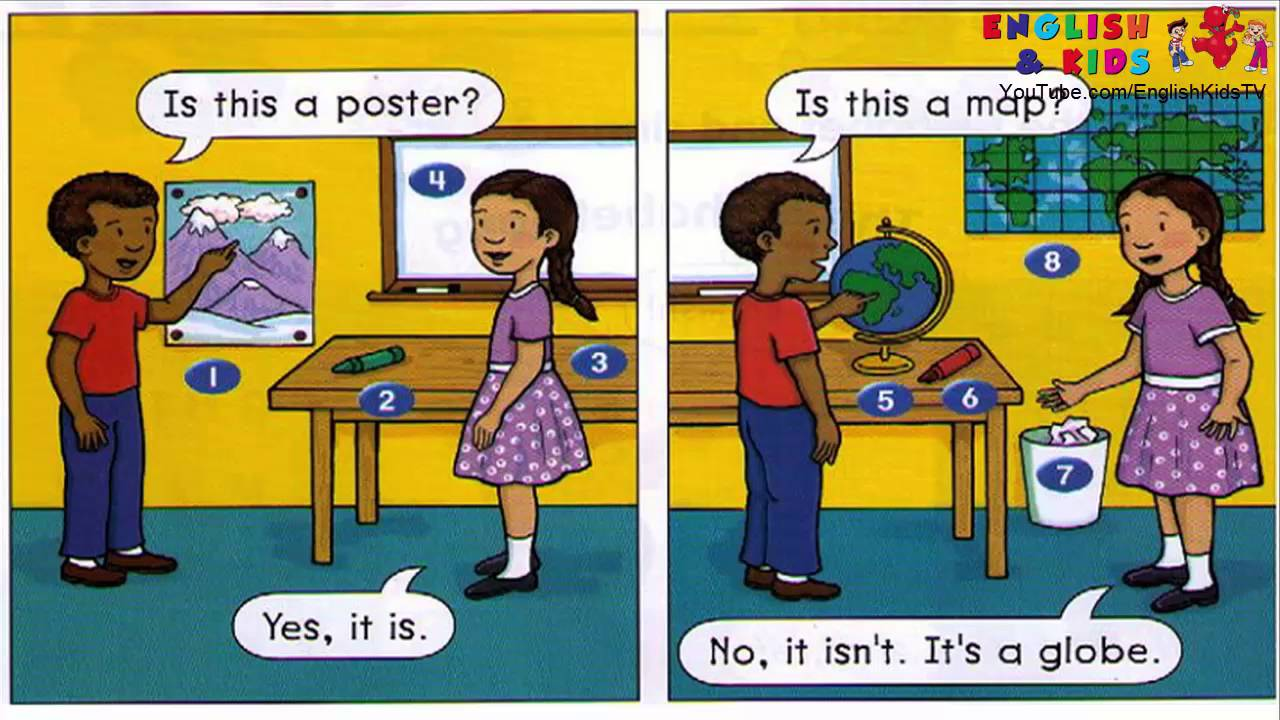 ENGLISH
& KIDS
YouTube.com/EnglishKidsTV
Is this a poster?
4
1
2
3
Yes, it is.
Is this a map?
8
5
6
7
No, it isn't. It's a globe.